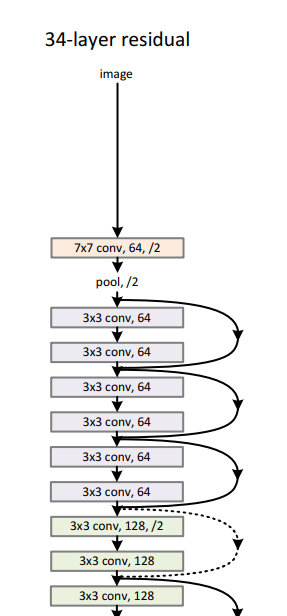 34-layer residual
image
7x7 conv, 64, /2
pool, /2
3x3 conv, 64
3x3 conv, 64
3x3 conv, 64
3x3 conv, 64
3x3 conv, 64
3x3 conv, 64
3x3 conv, 128, /2
3x3 conv, 128
3x3 conv, 128